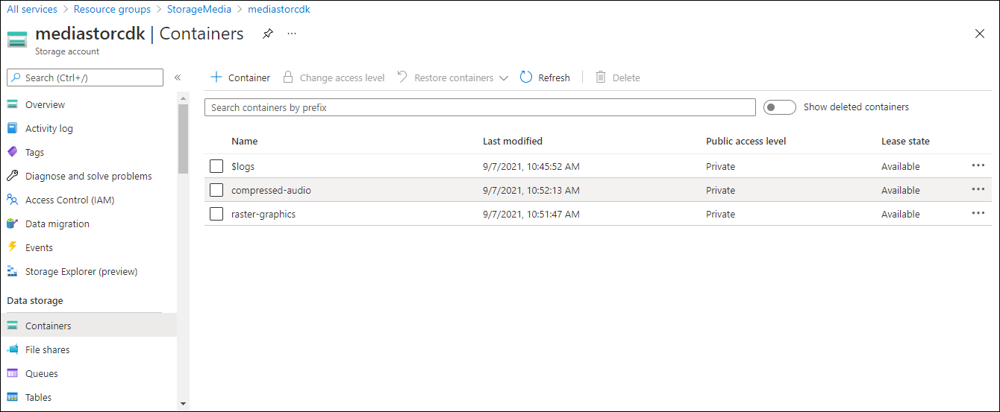 All services > Resource groups > StorageMedia > mediastorcdk
mediastorcdk | Containers
Storage account
Search (Ctrl+/)
Overview
Activity log
Tags
Diagnose and solve problems
Access Control (IAM)
Data migration
Events
Storage Explorer (preview)
Data storage
Containers
File shares
Queues
Tables
Container Change access level Restore containers Refresh Delete
Search containers by prefix Show deleted containers
Name Last modified Public access level Lease state
$logs 9/7/2021, 10:45:52 AM Private Available
compressed-audio 9/7/2021, 10:52:13 AM Private Available
raster-graphics 9/7/2021, 10:51:47 AM Private Available